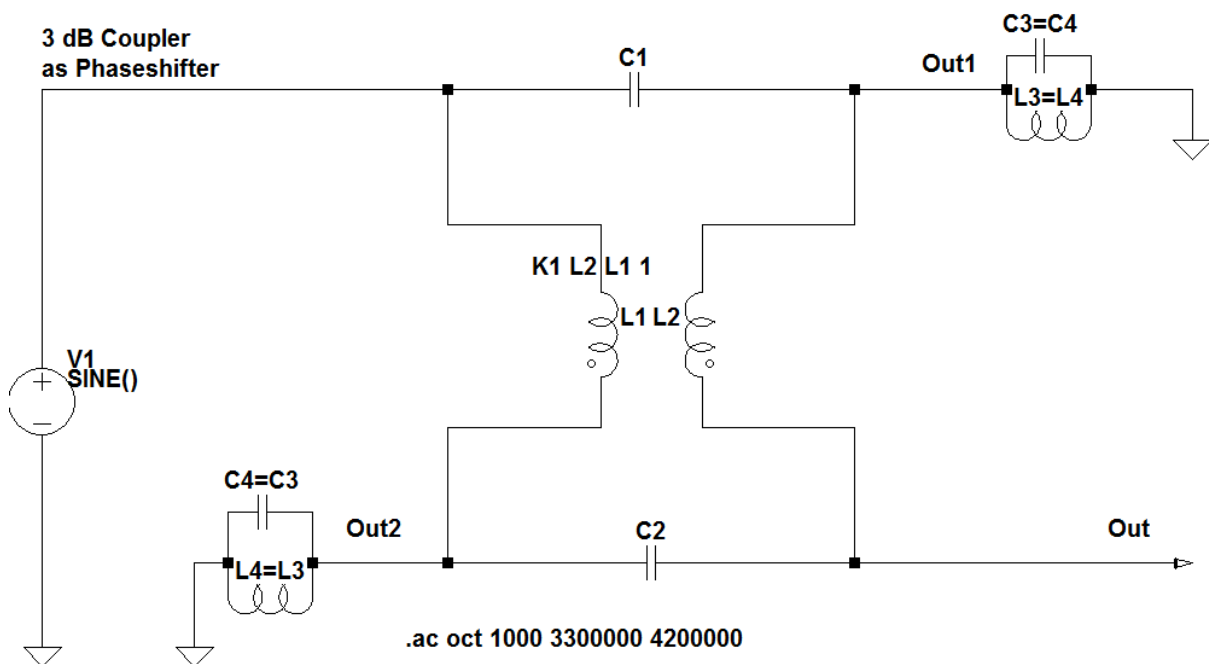 3 dB Coupler
as Phaseshifter
C1
Out1
C3=C4
L3=L4
K1 L2 L1 1
L1 L2
V1
SINE()
C4=C3
L4=L3
Out2
C2
Out
.ac oct 1000 3300000 4200000